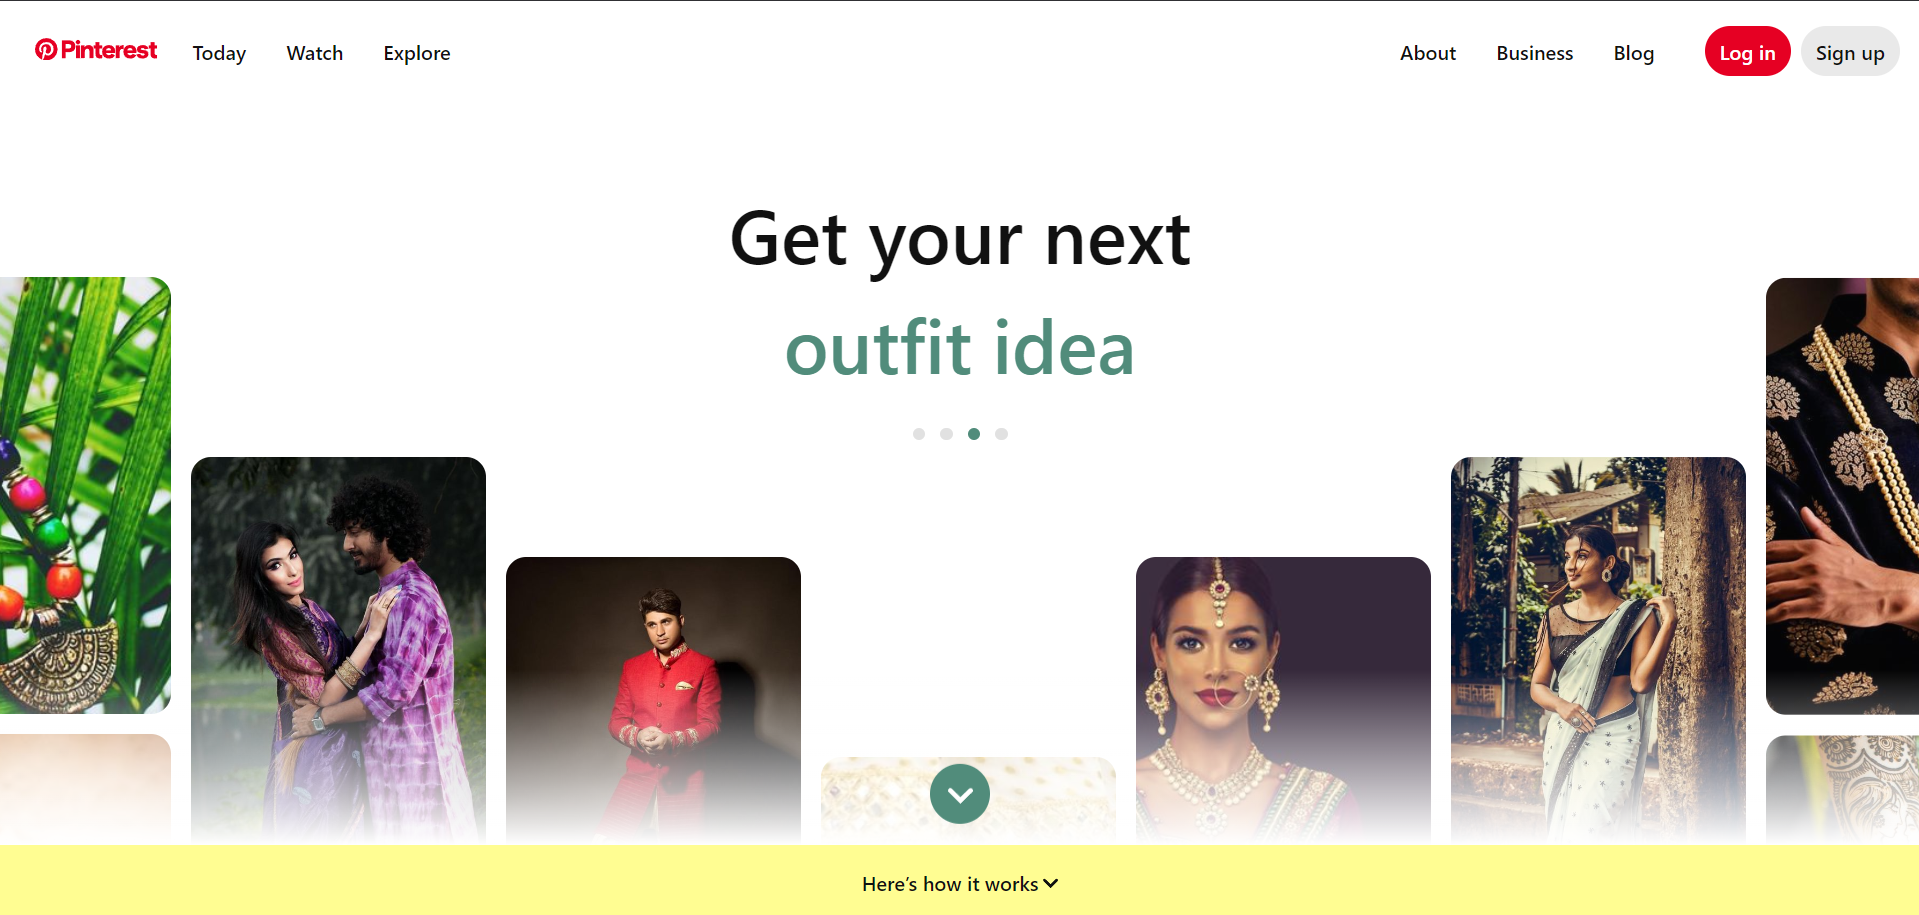 Pinterest Today Watch Explore About Business Blog Log in Sign up
Get your next
outfit idea
Here’s how it works